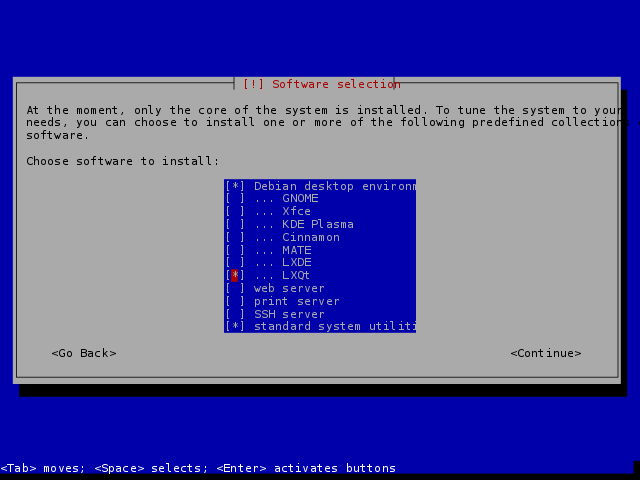 [!] Software selection
At the moment, only the core of the system is installed. To tune the system to your
needs, you can choose to install one or more of the following predefined collection
software.
Choose software to install:
[*] Debian desktop environm
[ ] ... GNOME
[ ] ... Xfce
[ ] ... KDE Plasma
[ ] ... Cinnamon
[ ] ... MATE
[ ] ... LXDE
[*] ... LXQt
[ ] web server
[ ] print server
[ ] SSH server
[*] standard system utiliti
<Go Back> <Continue>
<Tab> moves; <Space> selects; <Enter> activates buttons